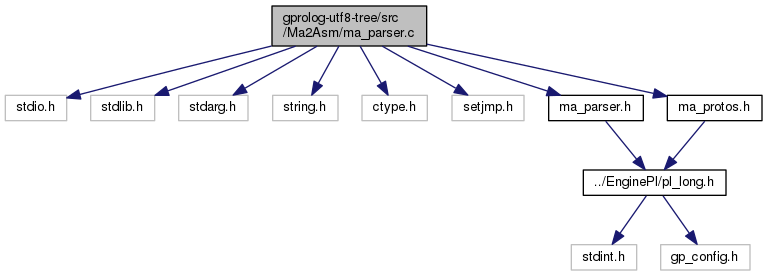 gprolog-utf8-tree/src
/Ma2Asm/ma_parser.c
stdio.h
stdlib.h
stdarg.h
string.h
ctype.h
setjmp.h
ma_parser.h
ma_protos.h
../EnginePl/pl_long.h
stdint.h
gp_config.h